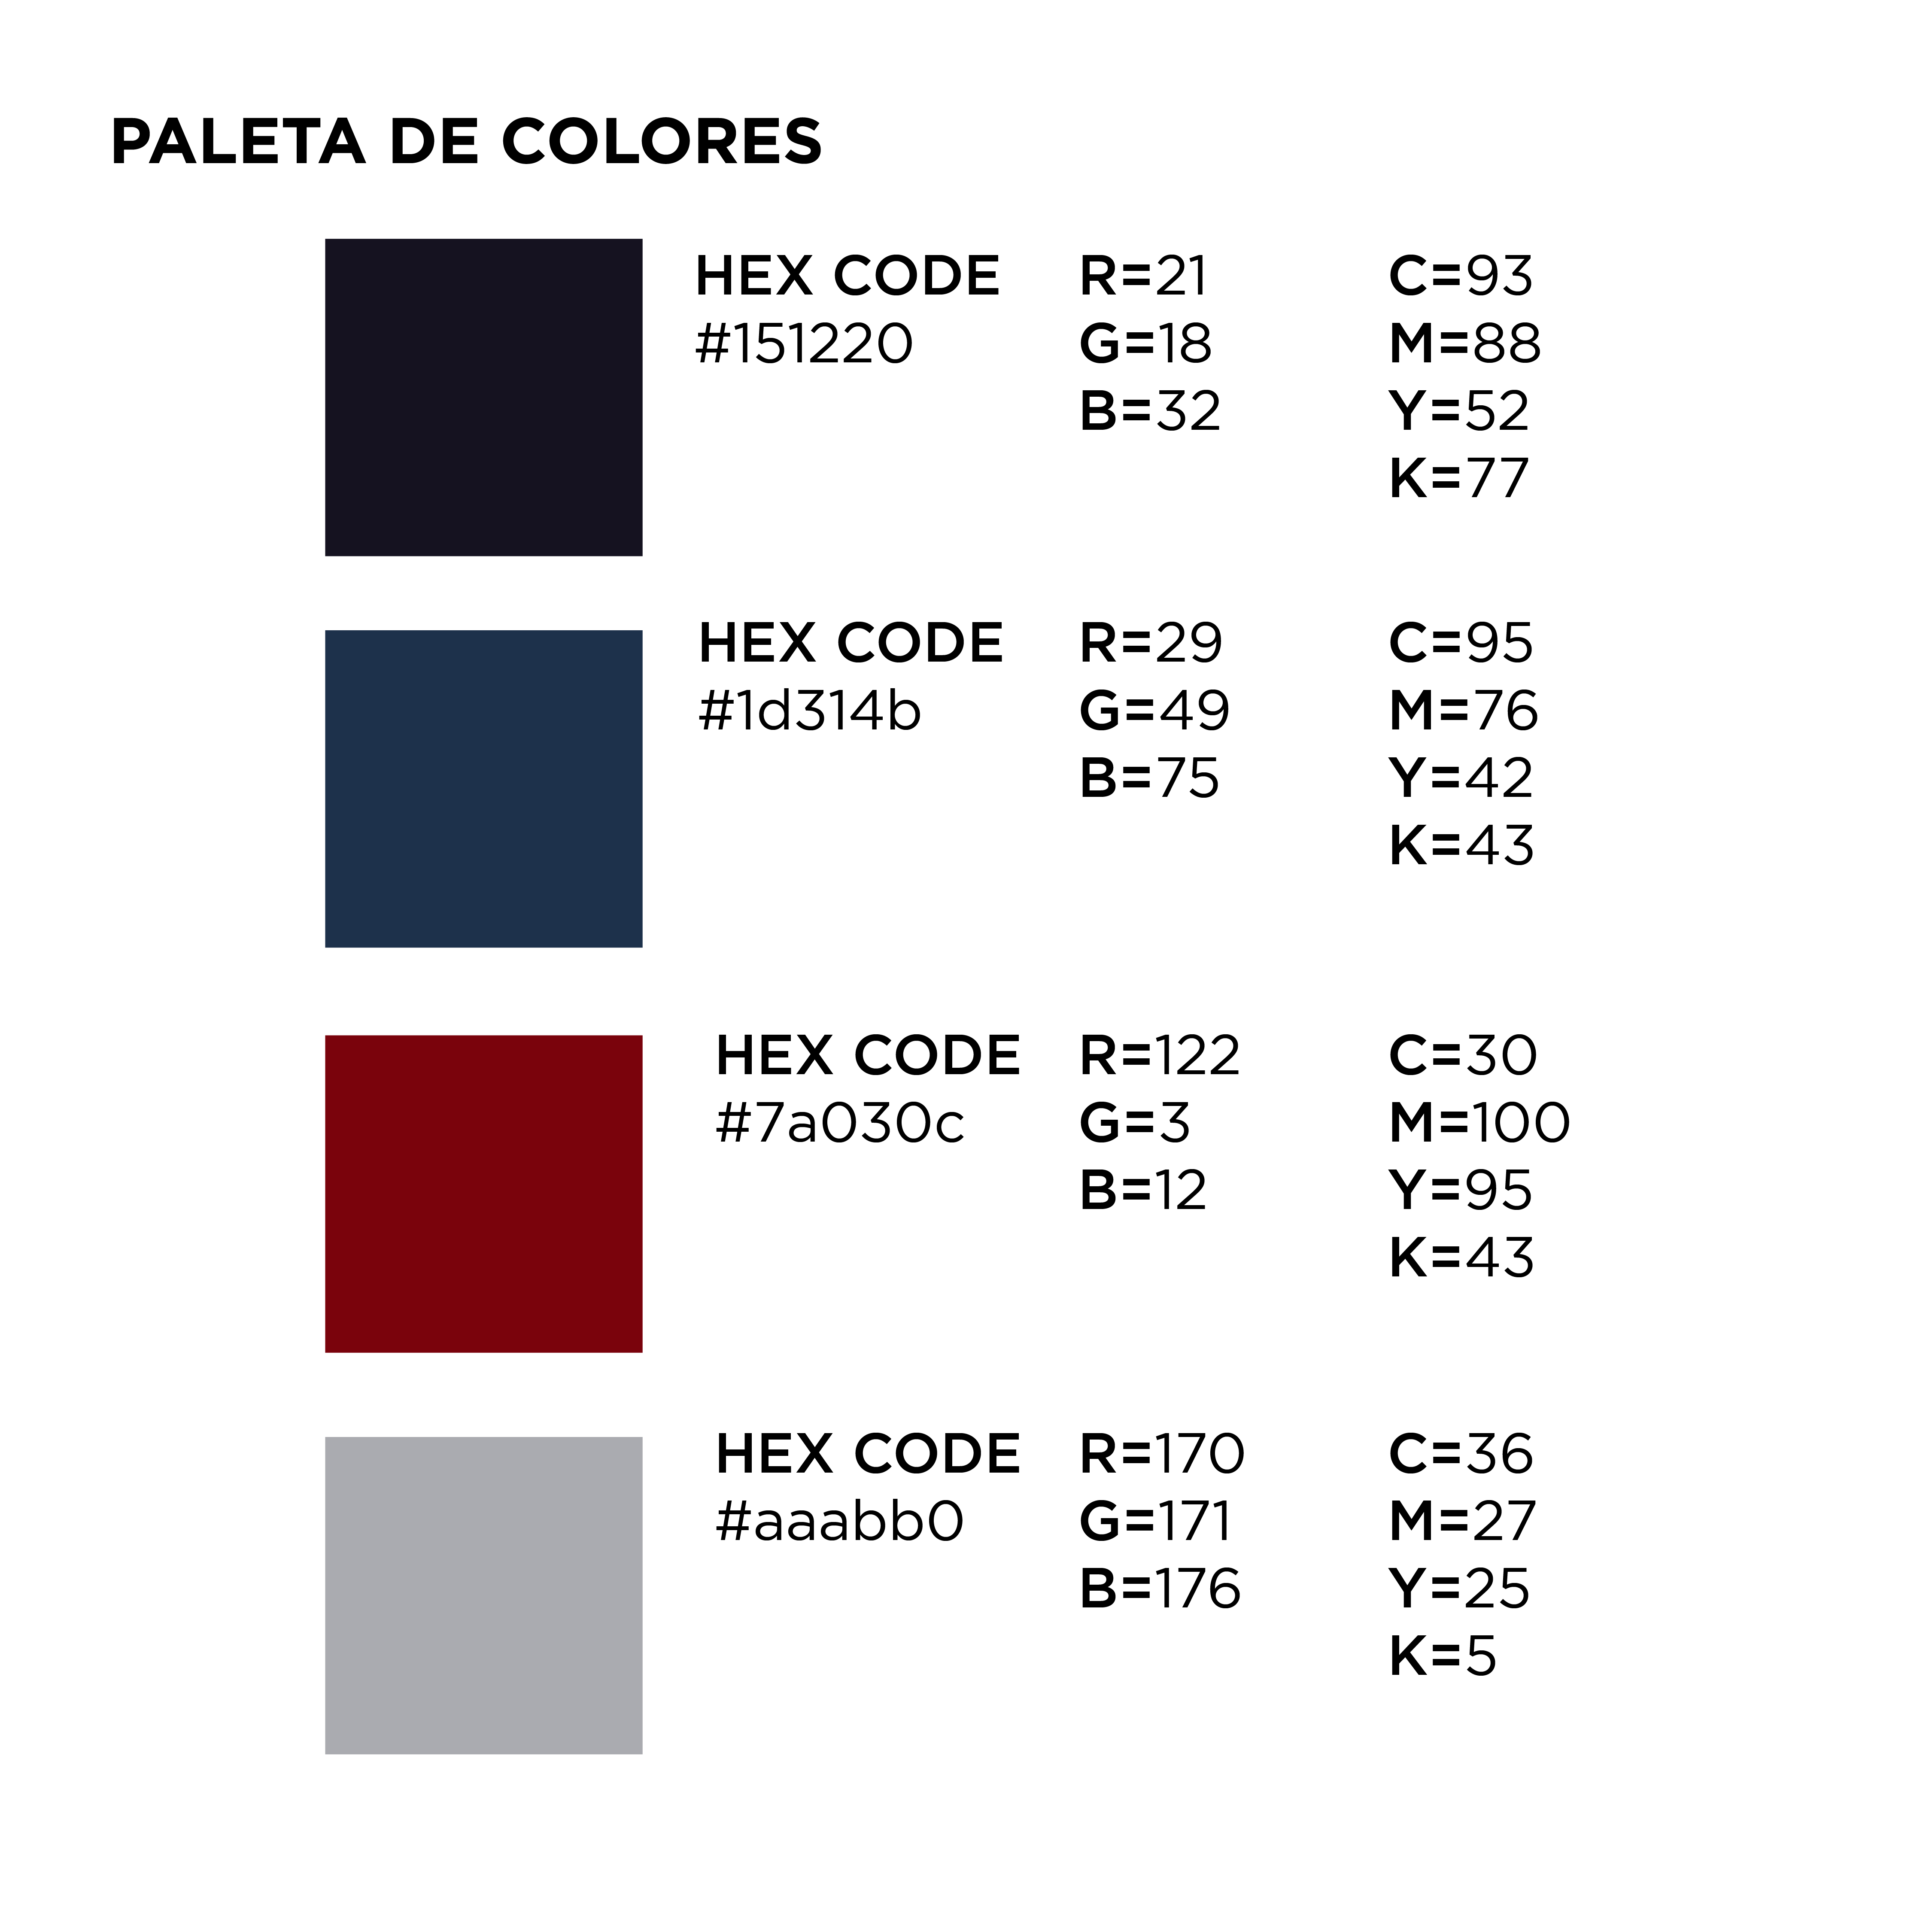 PALETA DE COLORES
HEX CODE
#151220
R=21
G=18
B=32
C=93
M=88
Y=52
K=77
HEX CODE
#1d314b
R=29
G=49
B=75
C=95
M=76
Y=42
K=43
HEX CODE
#7a030c
R=122
G=3
B=12
C=30
M=100
Y=95
K=43
HEX CODE
#aaabb0
R=170
G=171
B=176
C=36
M=27
Y=25
K=5